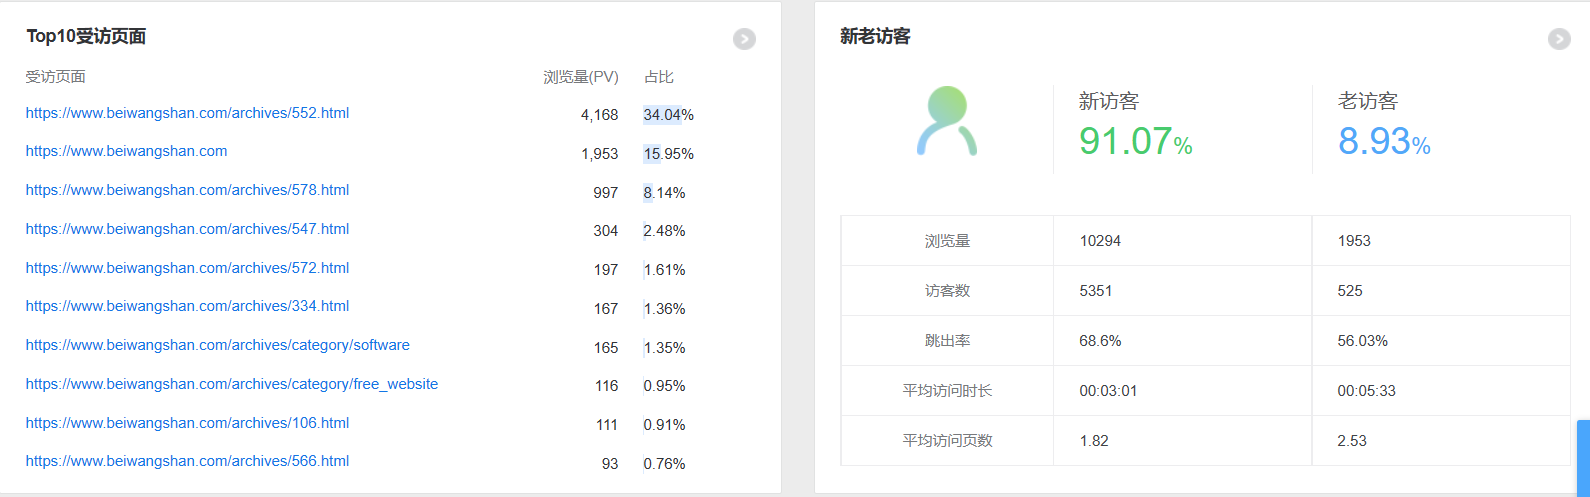 Top10受访页面
受访页面 浏览量(PV) 占比
https://www.beiwangshan.com/archives/552.html 4,168 34.04%
https://www.beiwangshan.com 1,953 15.95%
https://www.beiwangshan.com/archives/578.html 997 8.14%
https://www.beiwangshan.com/archives/547.html 304 2.48%
https://www.beiwangshan.com/archives/572.html 197 1.61%
https://www.beiwangshan.com/archives/334.html 167 1.36%
https://www.beiwangshan.com/archives/category/software 165 1.35%
https://www.beiwangshan.com/archives/category/free_website 116 0.95%
https://www.beiwangshan.com/archives/106.html 111 0.91%
https://www.beiwangshan.com/archives/566.html 93 0.76%
新老访客
新访客 老访客
91.07% 8.93%
浏览量 10294 1953
访客数 5351 525
跳出率 68.6% 56.03%
平均访问时长 00:03:01 00:05:33
平均访问页数 1.82 2.53